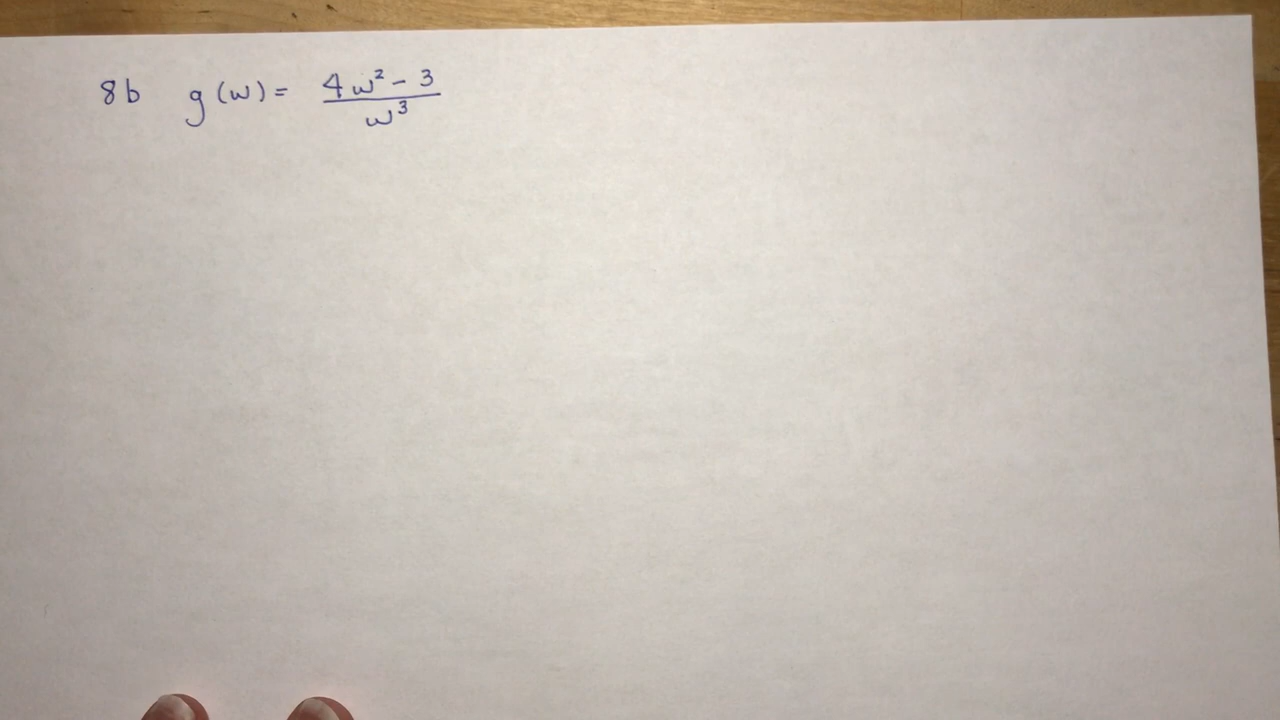 8b g(w) = (4w² - 3)/w³